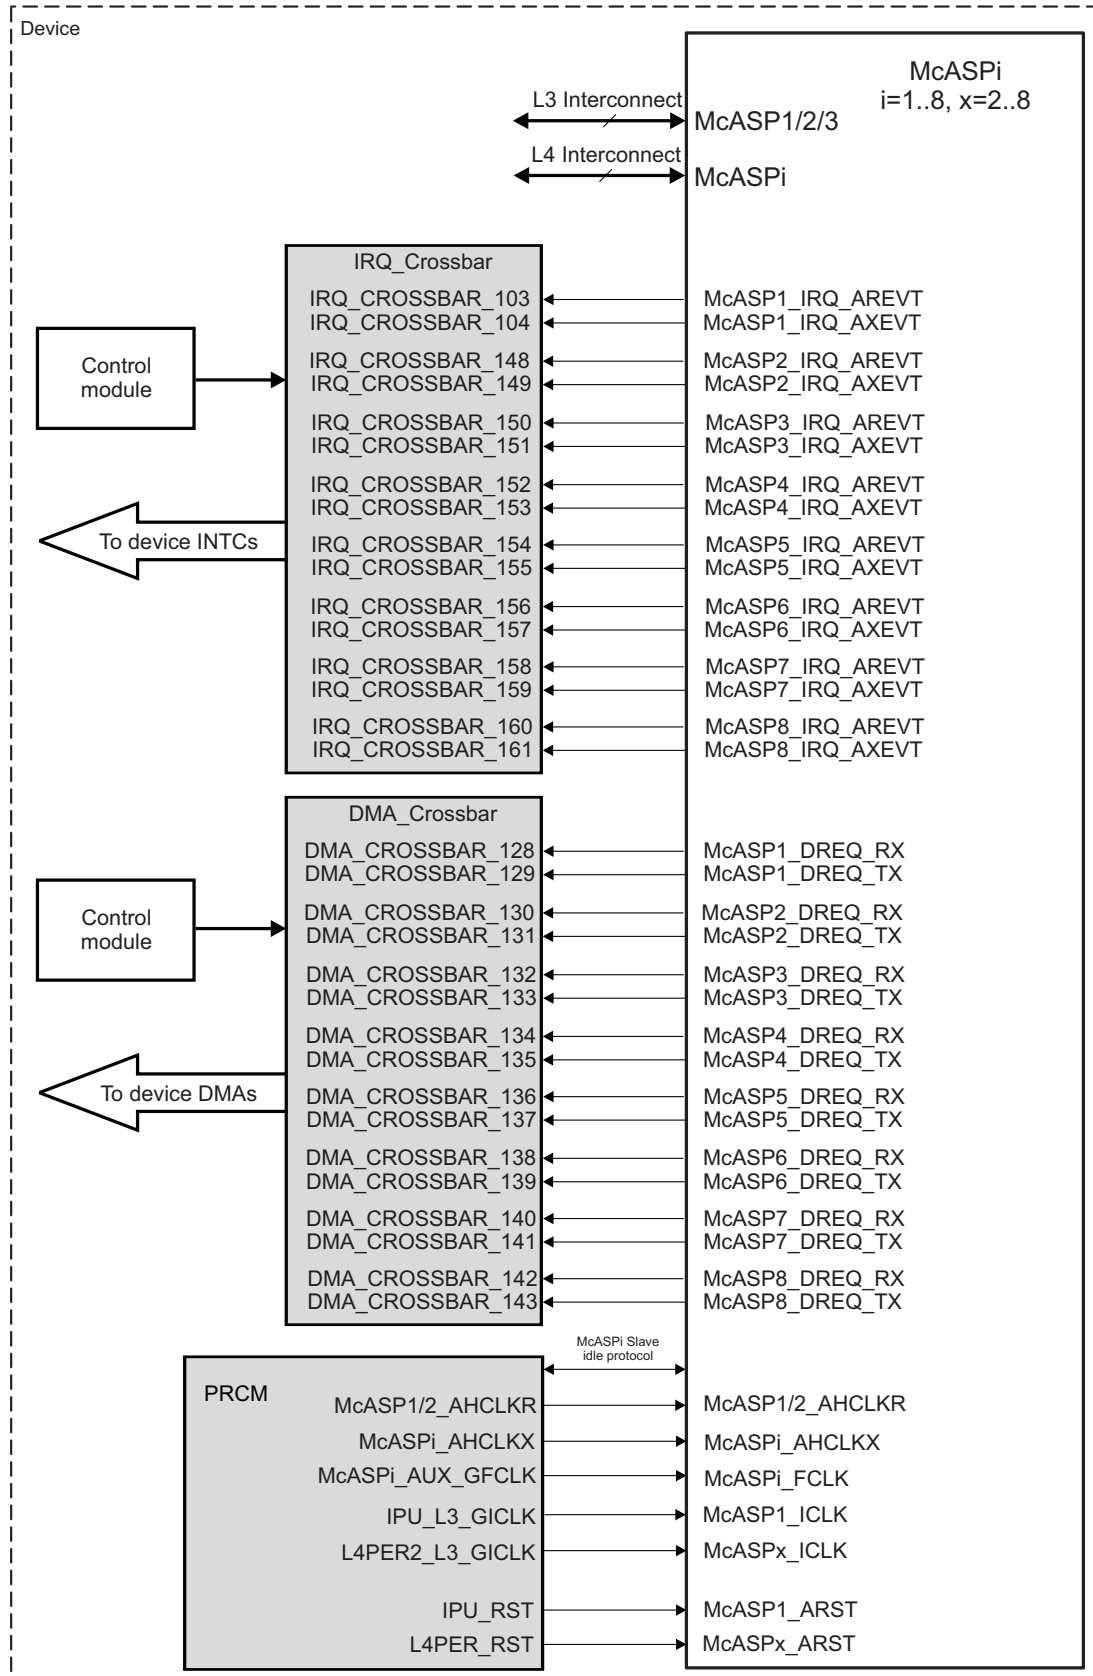 Device
McASPi
i=1..8, x=2..8
L3 Interconnect
McASP1/2/3
L4 Interconnect
McASPi
IRQ_Crossbar
IRQ_CROSSBAR_103 McASP1_IRQ_AREVT
IRQ_CROSSBAR_104 McASP1_IRQ_AXEVT
Control
module
IRQ_CROSSBAR_148 McASP2_IRQ_AREVT
IRQ_CROSSBAR_149 McASP2_IRQ_AXEVT
IRQ_CROSSBAR_150 McASP3_IRQ_AREVT
IRQ_CROSSBAR_151 McASP3_IRQ_AXEVT
IRQ_CROSSBAR_152 McASP4_IRQ_AREVT
IRQ_CROSSBAR_153 McASP4_IRQ_AXEVT
To device INTCs
IRQ_CROSSBAR_154 McASP5_IRQ_AREVT
IRQ_CROSSBAR_155 McASP5_IRQ_AXEVT
IRQ_CROSSBAR_156 McASP6_IRQ_AREVT
IRQ_CROSSBAR_157 McASP6_IRQ_AXEVT
IRQ_CROSSBAR_158 McASP7_IRQ_AREVT
IRQ_CROSSBAR_159 McASP7_IRQ_AXEVT
IRQ_CROSSBAR_160 McASP8_IRQ_AREVT
IRQ_CROSSBAR_161 McASP8_IRQ_AXEVT
DMA_Crossbar
DMA_CROSSBAR_128 McASP1_DREQ_RX
DMA_CROSSBAR_129 McASP1_DREQ_TX
Control
module
DMA_CROSSBAR_130 McASP2_DREQ_RX
DMA_CROSSBAR_131 McASP2_DREQ_TX
DMA_CROSSBAR_132 McASP3_DREQ_RX
DMA_CROSSBAR_133 McASP3_DREQ_TX
DMA_CROSSBAR_134 McASP4_DREQ_RX
DMA_CROSSBAR_135 McASP4_DREQ_TX
To device DMAs
DMA_CROSSBAR_136 McASP5_DREQ_RX
DMA_CROSSBAR_137 McASP5_DREQ_TX
DMA_CROSSBAR_138 McASP6_DREQ_RX
DMA_CROSSBAR_139 McASP6_DREQ_TX
DMA_CROSSBAR_140 McASP7_DREQ_RX
DMA_CROSSBAR_141 McASP7_DREQ_TX
DMA_CROSSBAR_142 McASP8_DREQ_RX
DMA_CROSSBAR_143 McASP8_DREQ_TX
McASPi Slave
idle protocol
PRCM
McASP1/2_AHCLKR McASP1/2_AHCLKR
McASPi_AHCLKX McASPi_AHCLKX
McASPi_AUX_GFCLK McASPi_FCLK
IPU_L3_GICLK McASP1_ICLK
L4PER2_L3_GICLK McASPx_ICLK
IPU_RST McASP1_ARST
L4PER_RST McASPx_ARST